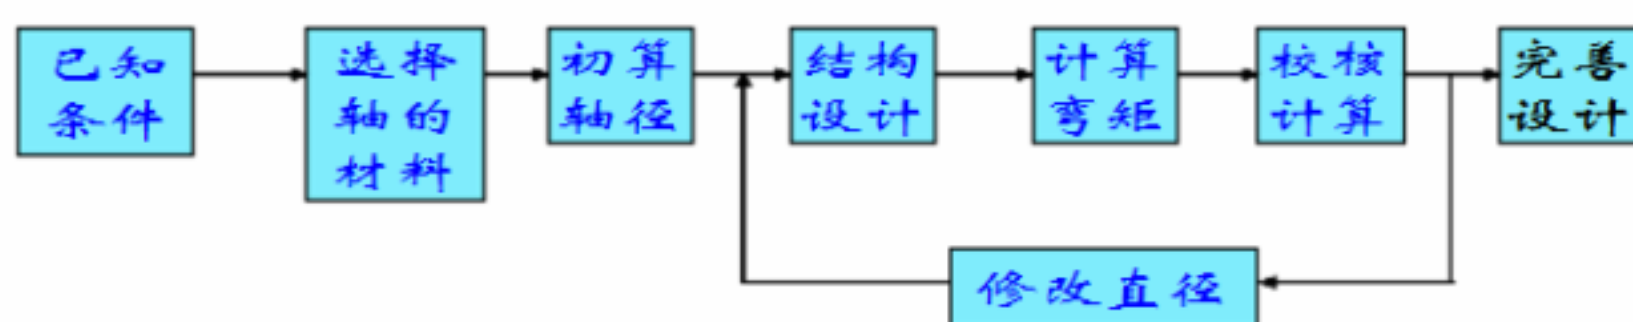 已知
条件
选择
轴的
材料
初算
轴径
结构
设计
计算
弯矩
校核
计算
完善
设计
修改直径